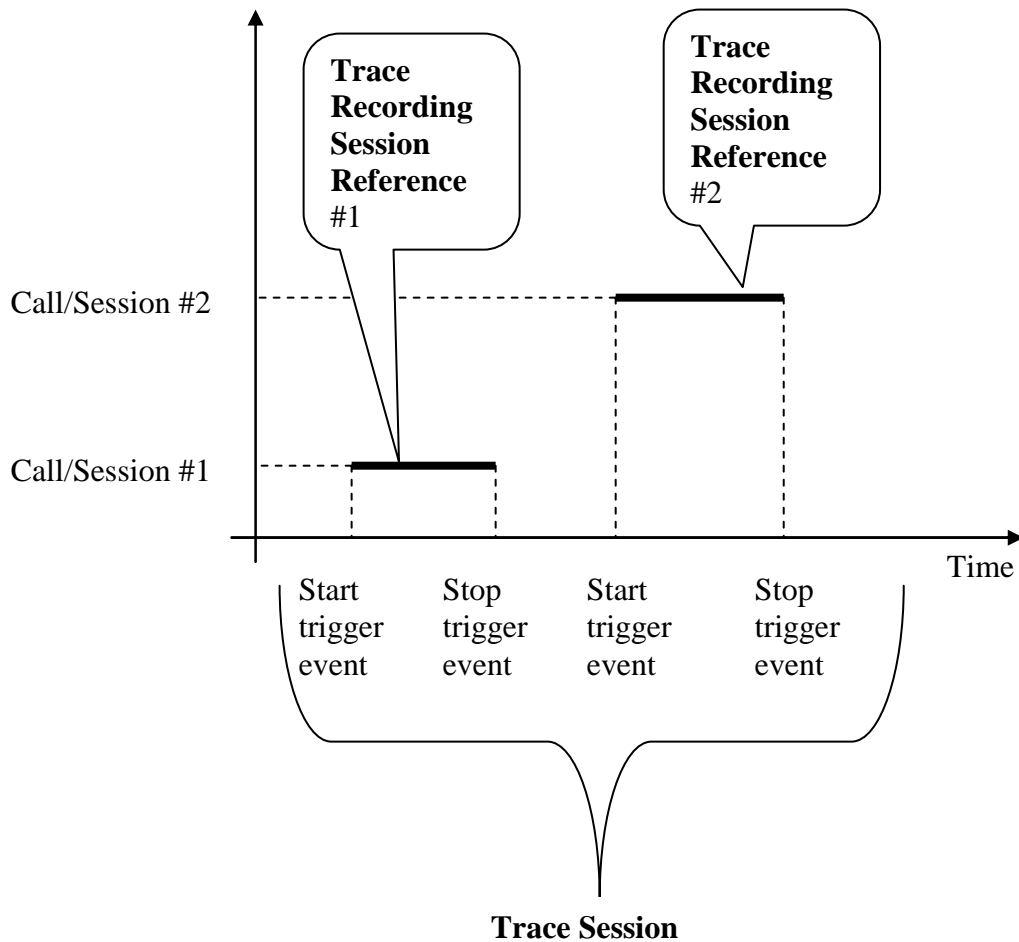 Trace
Recording
Session
Reference
#1
Trace
Recording
Session
Reference
#2
Call/Session #2
Call/Session #1
Time
Start
trigger
event
Stop
trigger
event
Start
trigger
event
Stop
trigger
event
Trace Session